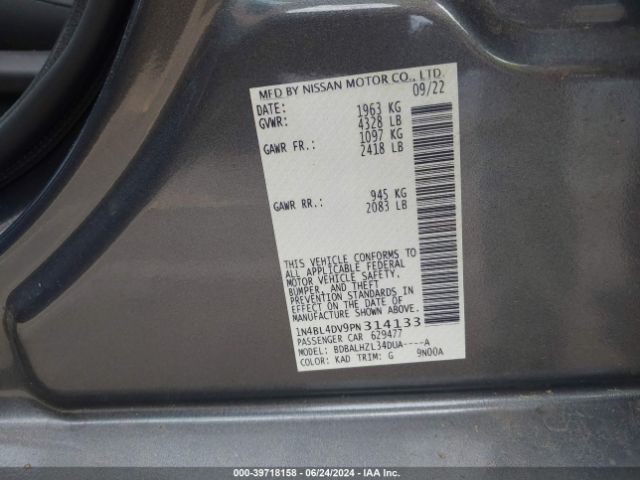 MFD BY NISSAN MOTOR CO., LTD.
DATE: 09/22
GVWR: 1963 KG
4328 LB
GAWR FR.: 1097 KG
2418 LB
GAWR RR.: 945 KG
2083 LB
THIS VEHICLE CONFORMS TO
ALL APPLICABLE FEDERAL
MOTOR VEHICLE SAFETY,
BUMPER, AND THEFT
PREVENTION STANDARDS IN
EFFECT ON THE DATE OF
MANUFACTURE SHOWN ABOVE.
1N4BL4DV9PN314133
PASSENGER CAR 629477
MODEL: BDBALHZL34DUA----A
COLOR: KAD TRIM: G 9N00A
000-39718158 - 06/24/2024 - IAA Inc.